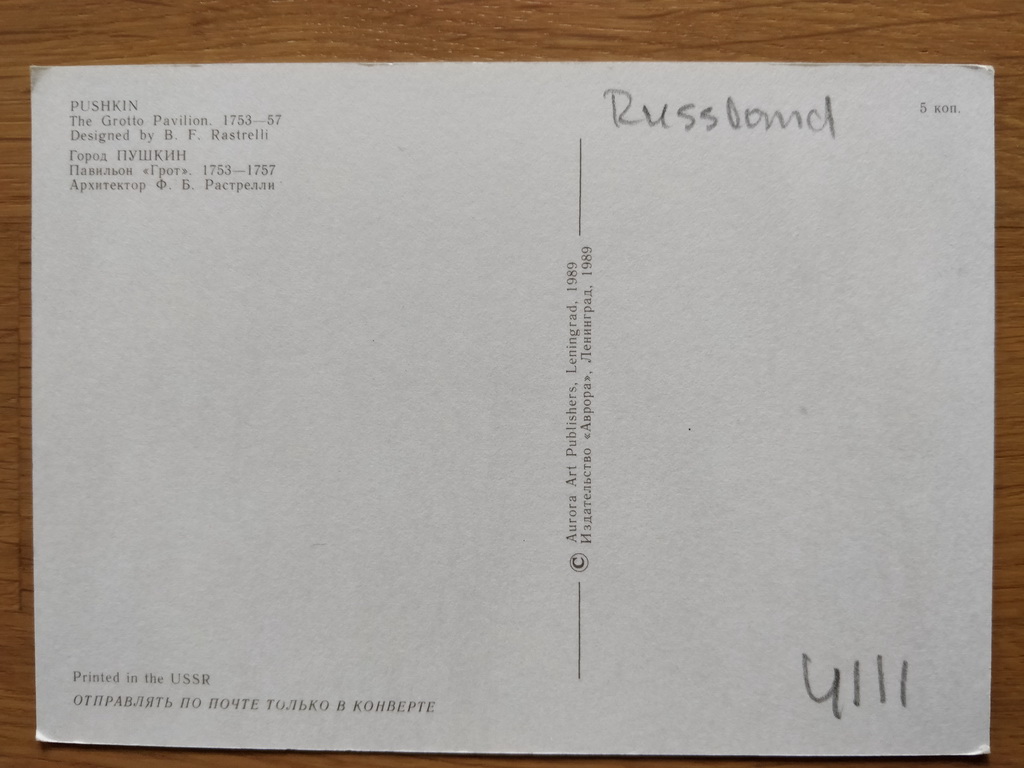 PUSHKIN
The Grotto Pavilion. 1753—57
Designed by B. F. Rastrelli
Город ПУШКИН
Павильон «Грот». 1753—1757
Архитектор Ф. Б. Растрелли
Russland
5 коп.
© Aurora Art Publishers, Leningrad, 1989
Издательство «Аврора», Ленинград, 1989
Printed in the USSR
ОТПРАВЛЯТЬ ПО ПОЧТЕ ТОЛЬКО В КОНВЕРТЕ
4111